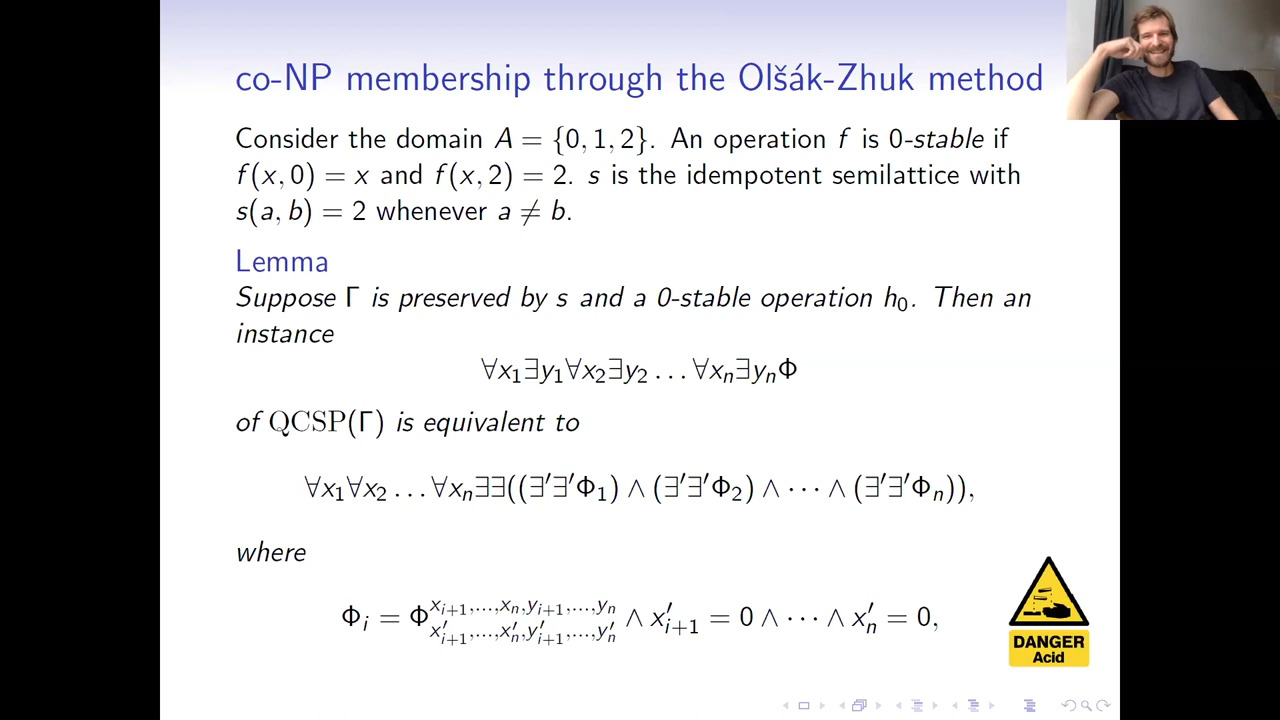 co-NP membership through the Olšák-Zhuk method
Consider the domain A = {0, 1, 2}. An operation f is 0-stable if
f(x, 0) = x and f(x, 2) = 2. s is the idempotent semilattice with
s(a, b) = 2 whenever a ≠ b.
Lemma
Suppose Γ is preserved by s and a 0-stable operation h₀. Then an
instance
∀x₁∃y₁∀x₂∃y₂ . . . ∀xₙ∃yₙΦ
of QCSP(Γ) is equivalent to
∀x₁∀x₂ . . . ∀xₙ∃∃((∃′∃′Φ₁) ∧ (∃′∃′Φ₂) ∧ ⋯ ∧ (∃′∃′Φₙ)),
where
Φᵢ = Φ^{xᵢ₊₁,...,xₙ,yᵢ₊₁,...,yₙ}_{x′ᵢ₊₁,...,x′ₙ,y′ᵢ₊₁,...,y′ₙ} ∧ x′ᵢ₊₁ = 0 ∧ ⋯ ∧ x′ₙ = 0,
DANGER
Acid